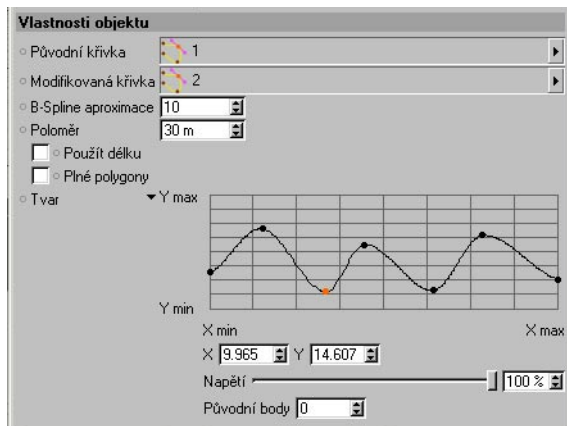 Vlastnosti objektu
Původní křivka 1
Modifikovaná křivka 2
B-Spline aproximace 10
Poloměr 30 m
Použít délku
Plné polygony
Tvar Y max
Y min
X min X max
X 9.965 Y 14.607
Napětí 100 %
Původní body 0